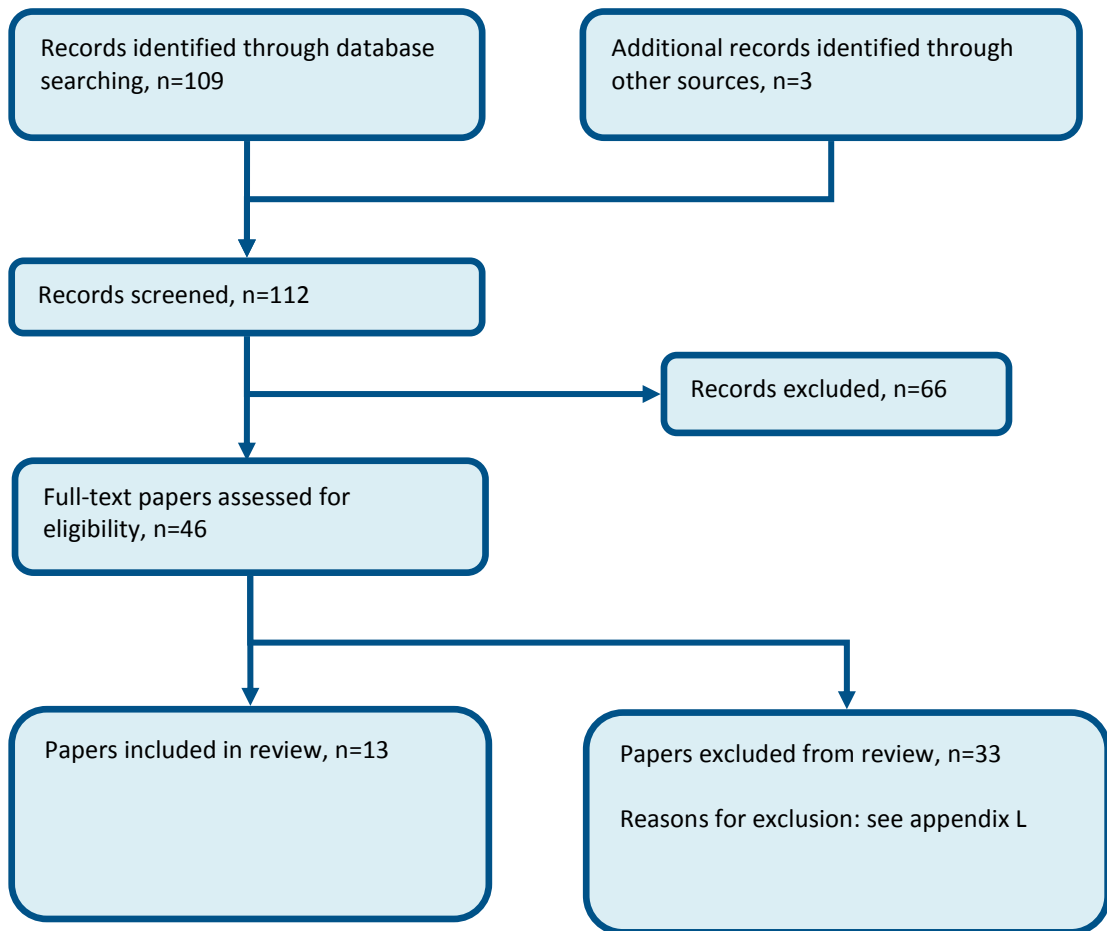 Records identified through database
searching, n=109
Additional records identified through
other sources, n=3
Records screened, n=112
Records excluded, n=66
Full-text papers assessed for
eligibility, n=46
Papers included in review, n=13
Papers excluded from review, n=33
Reasons for exclusion: see appendix L